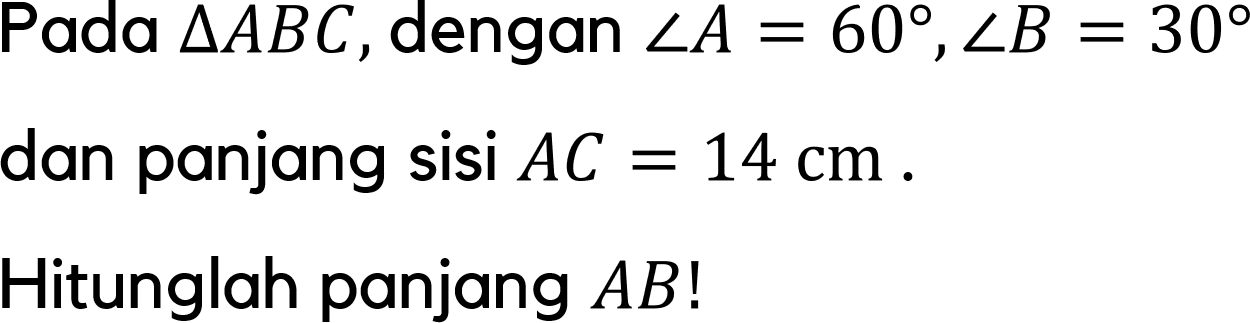 Pada ΔABC, dengan ∠A = 60°, ∠B = 30°
dan panjang sisi AC = 14 cm .
Hitunglah panjang AB!